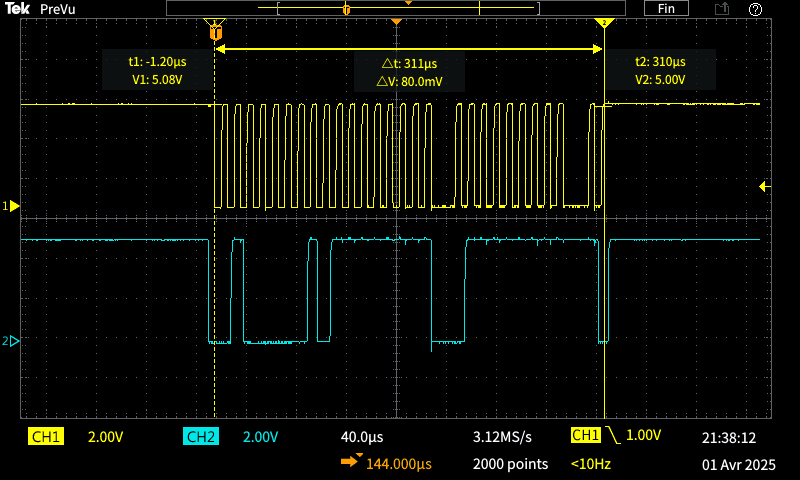 Tek PreVu Fin
t1: -1.20µs
V1: 5.08V
△t: 311µs
△V: 80.0mV
t2: 310µs
V2: 5.00V
1
2
CH1 2.00V CH2 2.00V 40.0µs 3.12MS/s CH1 1.00V 21:38:12
144.000µs 2000 points <10Hz 01 Avr 2025